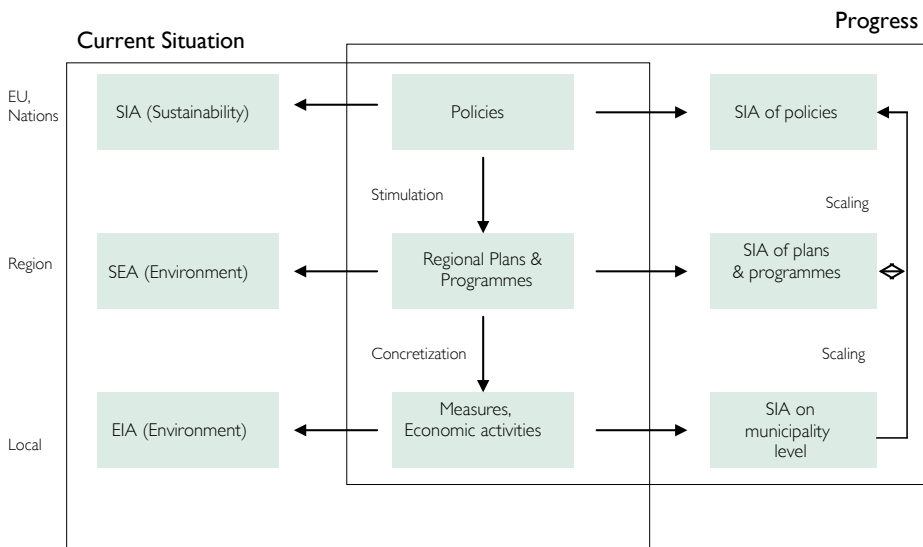 Progress
Current Situation
EU,
Nations
SIA (Sustainability)
Policies
SIA of policies
Stimulation
Scaling
Region
SEA (Environment)
Regional Plans &
Programmes
SIA of plans
& programmes
Concretization
Scaling
Local
EIA (Environment)
Measures,
Economic activities
SIA on
municipality
level